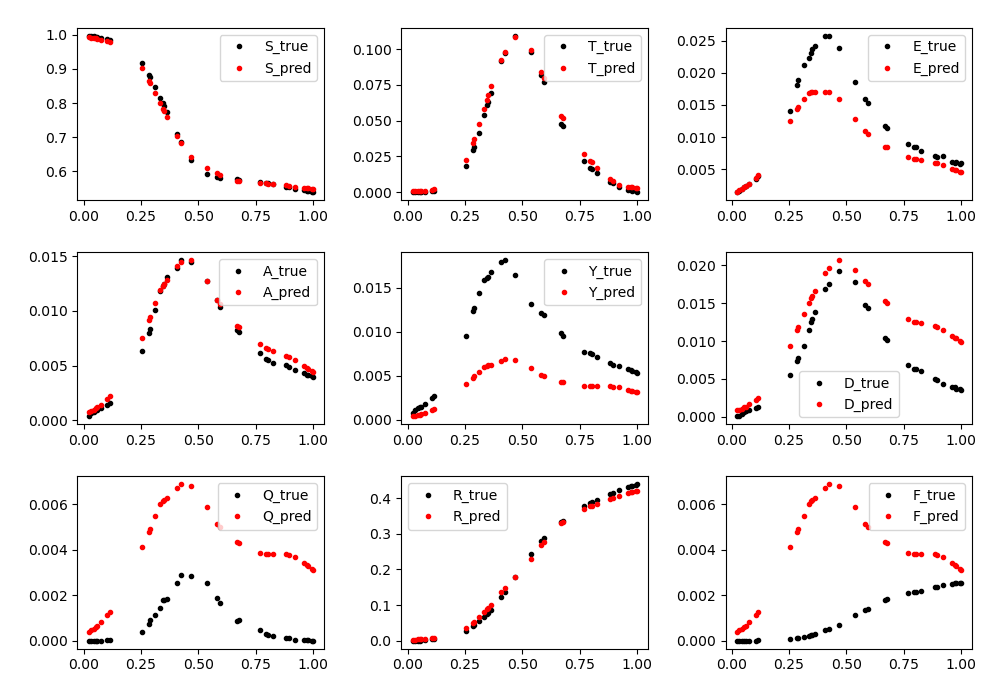 S_true
S_pred
1.0
0.9
0.8
0.7
0.6
0.00 0.25 0.50 0.75 1.00
T_true
T_pred
0.100
0.075
0.050
0.025
0.000
0.00 0.25 0.50 0.75 1.00
E_true
E_pred
0.025
0.020
0.015
0.010
0.005
0.00 0.25 0.50 0.75 1.00
A_true
A_pred
0.015
0.010
0.005
0.000
0.00 0.25 0.50 0.75 1.00
Y_true
Y_pred
0.015
0.010
0.005
0.000
0.00 0.25 0.50 0.75 1.00
D_true
D_pred
0.020
0.015
0.010
0.005
0.000
0.00 0.25 0.50 0.75 1.00
Q_true
Q_pred
0.006
0.004
0.002
0.000
0.00 0.25 0.50 0.75 1.00
R_true
R_pred
0.4
0.3
0.2
0.1
0.0
0.00 0.25 0.50 0.75 1.00
F_true
F_pred
0.006
0.004
0.002
0.000
0.00 0.25 0.50 0.75 1.00